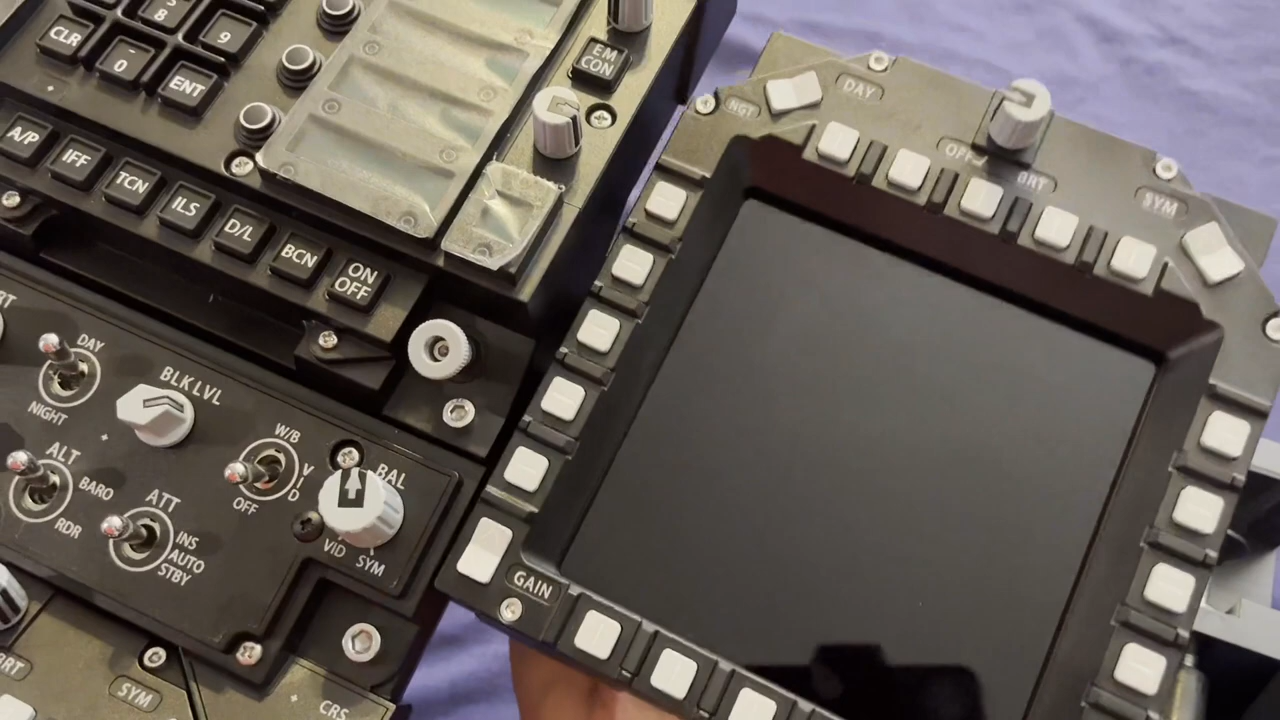 CLR
8
9
0
ENT
A/P
IFF
TCN
ILS
D/L
BCN
ON
OFF
EM
CON
DAY
NIGHT
BLK LVL
W/B
VID
OFF
BAL
VID
SYM
ALT
BARO
RDR
ATT
INS
AUTO
STBY
BRT
SYM
CRS
NGT
DAY
OFF
BRT
SYM
GAIN